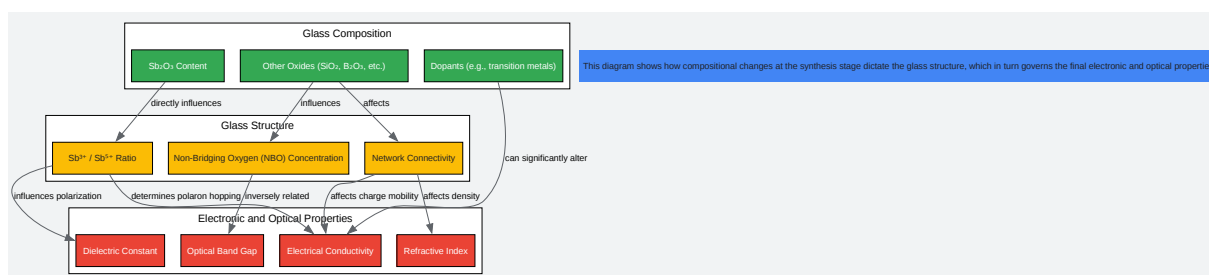 Glass Composition
Sb₂O₃ Content
Other Oxides (SiO₂, B₂O₃, etc.)
Dopants (e.g., transition metals)
This diagram shows how compositional changes at the synthesis stage dictate the glass structure, which in turn governs the final electronic and optical propertie
directly influences
influences
affects
Glass Structure
Sb³⁺ / Sb⁵⁺ Ratio
Non-Bridging Oxygen (NBO) Concentration
Network Connectivity
can significantly alter
influences polarization
determines polaron hopping
inversely related
affects charge mobility
affects density
Electronic and Optical Properties
Dielectric Constant
Optical Band Gap
Electrical Conductivity
Refractive Index